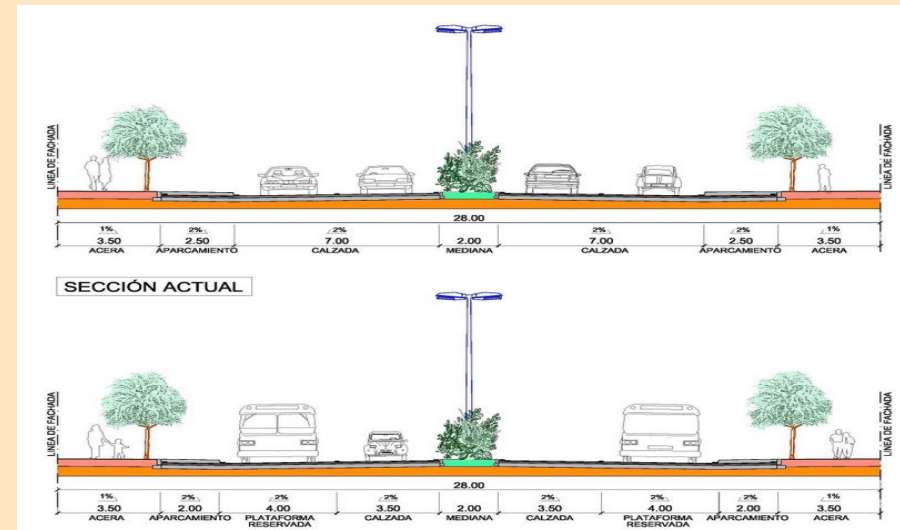 LINEA DE FACHADA
LINEA DE FACHADA
28.00
1% 2% 2% 2% 2% 1%
3.50 2.50 7.00 2.00 7.00 2.50 3.50
ACERA APARCAMIENTO CALZADA MEDIANA CALZADA APARCAMIENTO ACERA
SECCIÓN ACTUAL
LINEA DE FACHADA
LINEA DE FACHADA
28.00
1% 2% 2% 2% 2% 2% 2% 1%
3.50 2.00 4.00 3.50 2.00 3.50 4.00 2.00 3.50
ACERA APARCAMIENTO PLATAFORMA RESERVADA CALZADA MEDIANA CALZADA PLATAFORMA RESERVADA APARCAMIENTO ACERA